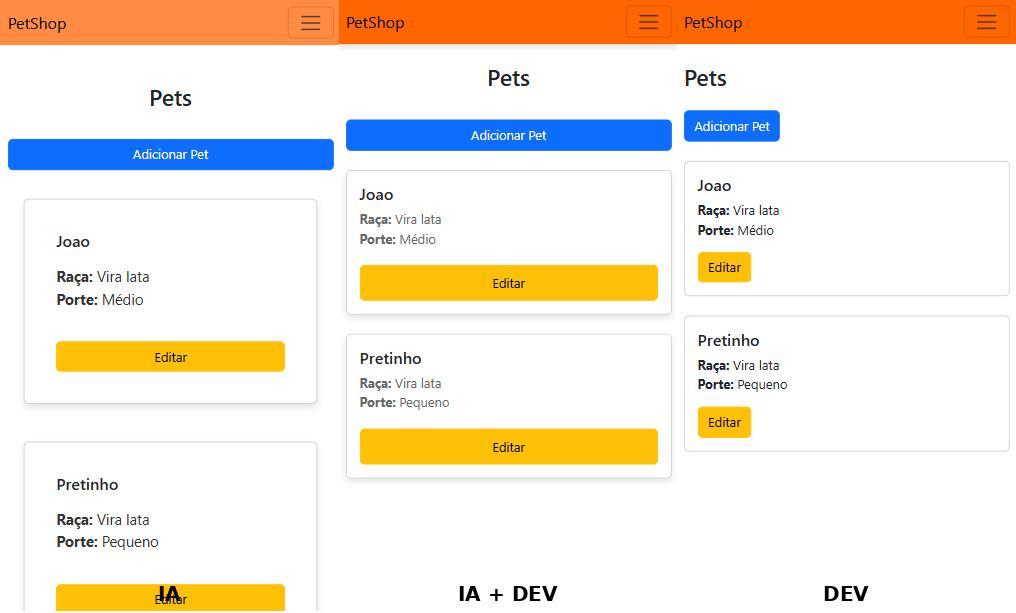 PetShop
Pets
Adicionar Pet
Joao
Raça: Vira lata
Porte: Médio
Editar
Pretinho
Raça: Vira lata
Porte: Pequeno
Editar
IA
PetShop
Pets
Adicionar Pet
Joao
Raça: Vira lata
Porte: Médio
Editar
Pretinho
Raça: Vira lata
Porte: Pequeno
Editar
IA + DEV
PetShop
Pets
Adicionar Pet
Joao
Raça: Vira lata
Porte: Médio
Editar
Pretinho
Raça: Vira lata
Porte: Pequeno
Editar
DEV